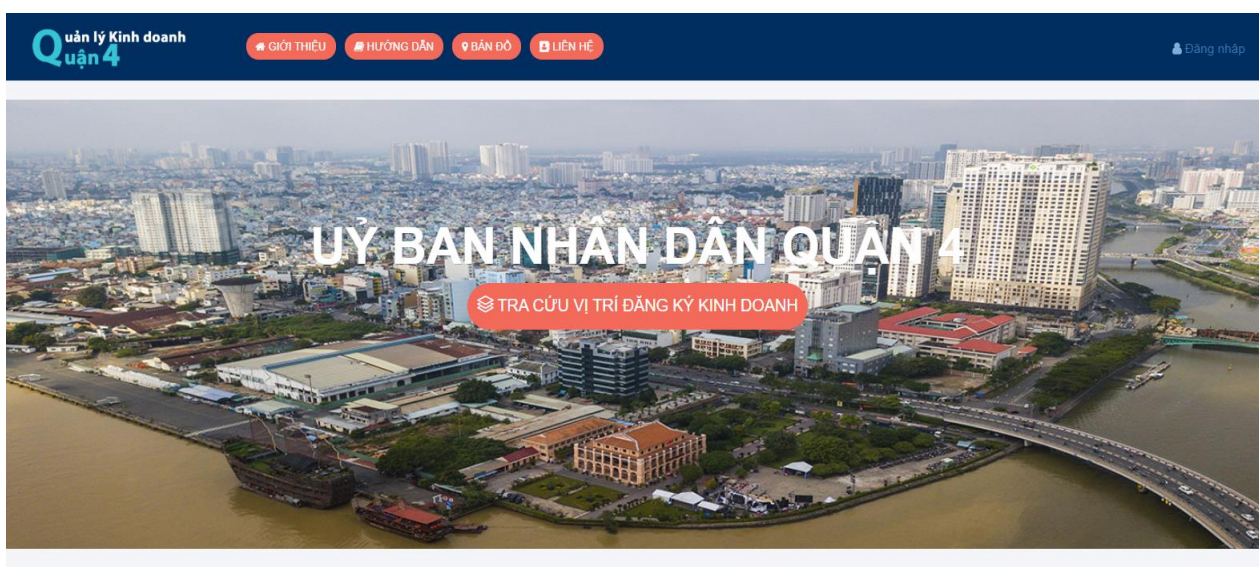 Quản lý Kinh doanh
Quận 4
GIỚI THIỆU
HƯỚNG DẪN
BẢN ĐỒ
LIÊN HỆ
Đăng nhập
UỶ BAN NHÂN DÂN QUẬN 4
TRA CỨU VỊ TRÍ ĐĂNG KÝ KINH DOANH